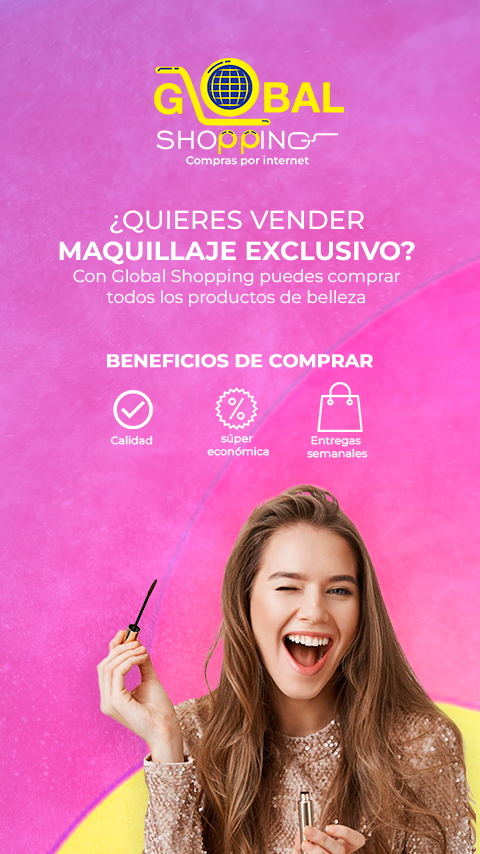 GLOBAL
SHOPPING
Compras por internet
¿QUIERES VENDER
MAQUILLAJE EXCLUSIVO?
Con Global Shopping puedes comprar
todos los productos de belleza
BENEFICIOS DE COMPRAR
Calidad
súper
económica
Entregas
semanales